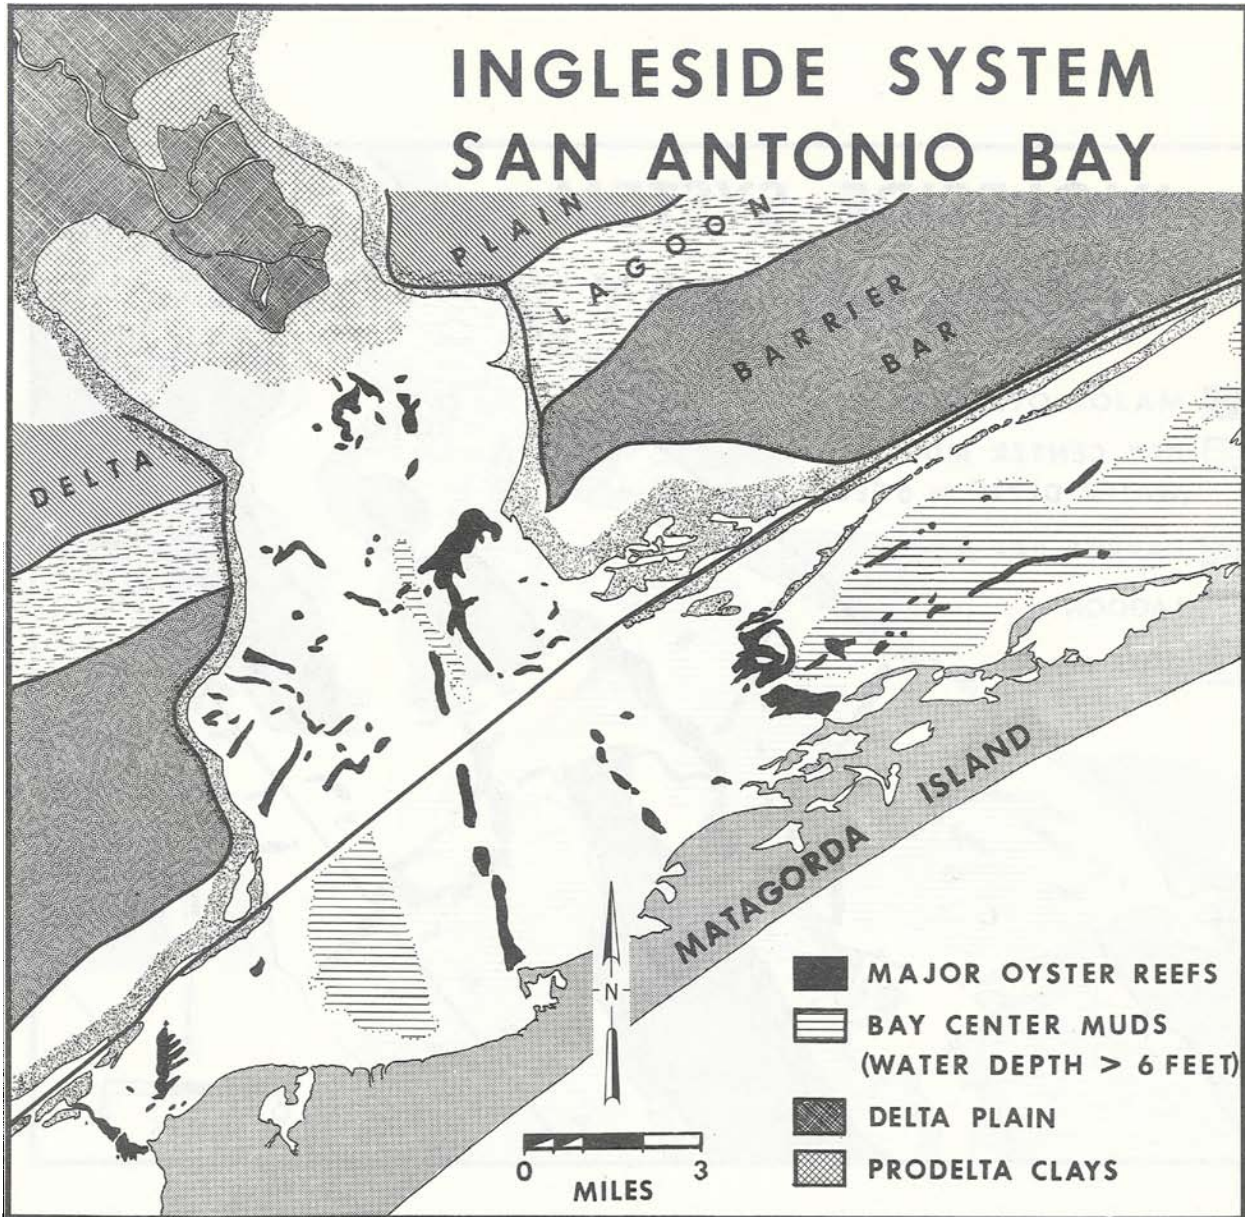 INGLESIDE SYSTEM
SAN ANTONIO BAY
PLAIN
LAGOON
BARRIER
BAR
DELTA
MATAGORDA ISLAND
N
MAJOR OYSTER REEFS
BAY CENTER MUDS
(WATER DEPTH > 6 FEET)
DELTA PLAIN
PRODELTA CLAYS
0 3
MILES